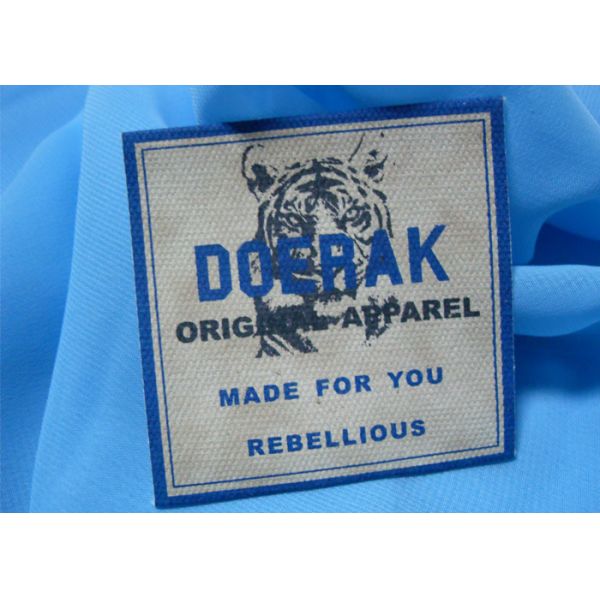 DOERAK
ORIGINAL APPAREL
MADE FOR YOU
REBELLIOUS